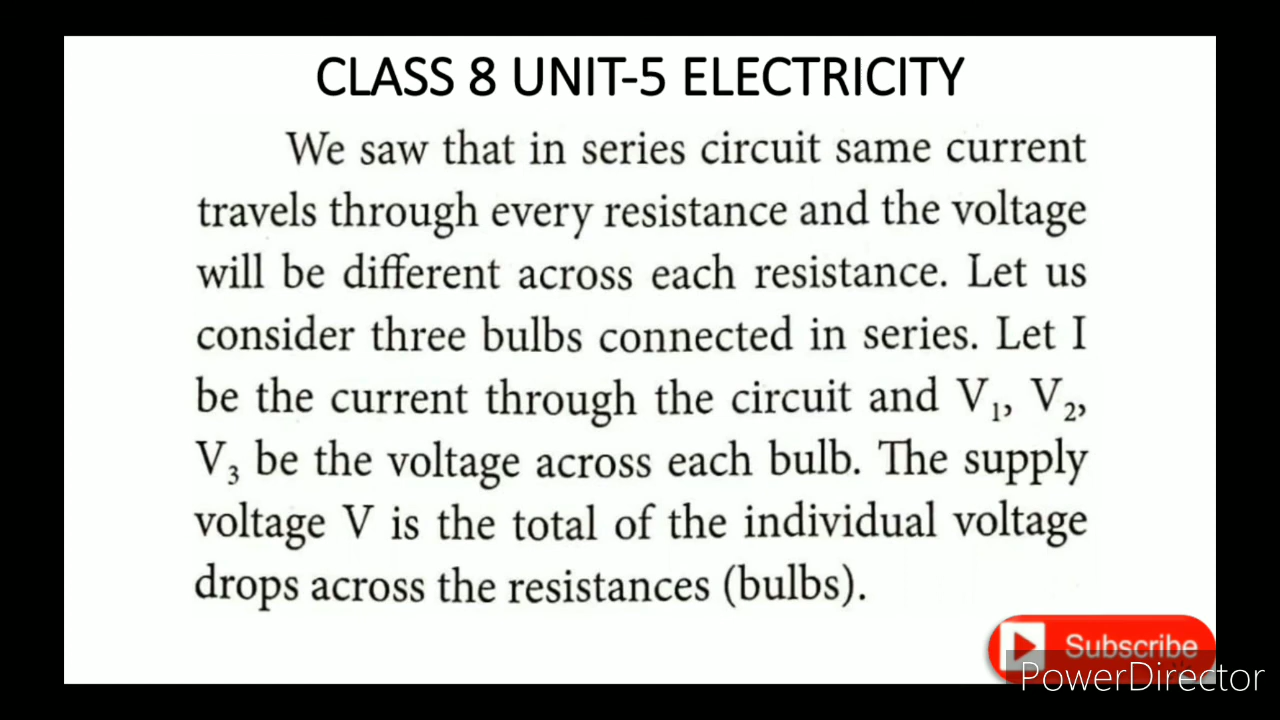 CLASS 8 UNIT-5 ELECTRICITY
We saw that in series circuit same current
travels through every resistance and the voltage
will be different across each resistance. Let us
consider three bulbs connected in series. Let I
be the current through the circuit and V₁, V₂,
V₃ be the voltage across each bulb. The supply
voltage V is the total of the individual voltage
drops across the resistances (bulbs).
Subscribe
PowerDirector